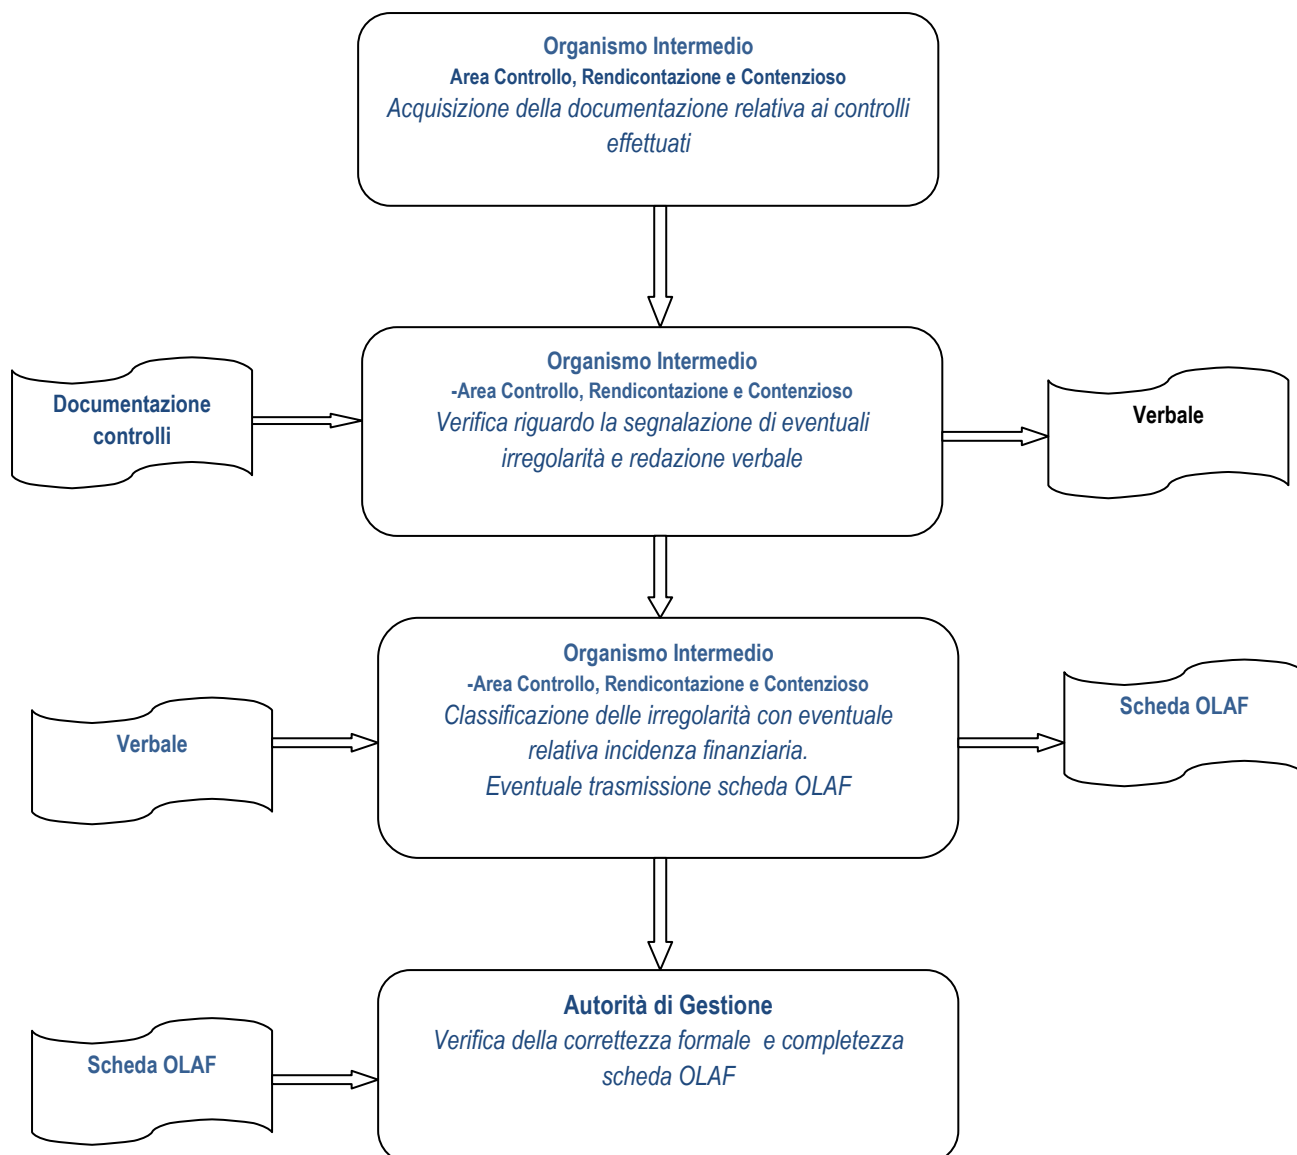 Organismo Intermedio
Area Controllo, Rendicontazione e Contenzioso
Acquisizione della documentazione relativa ai controlli
effettuati
Documentazione
controlli
Organismo Intermedio
-Area Controllo, Rendicontazione e Contenzioso
Verifica riguardo la segnalazione di eventuali
irregolarità e redazione verbale
Verbale
Verbale
Organismo Intermedio
-Area Controllo, Rendicontazione e Contenzioso
Classificazione delle irregolarità con eventuale
relativa incidenza finanziaria.
Eventuale trasmissione scheda OLAF
Scheda OLAF
Scheda OLAF
Autorità di Gestione
Verifica della correttezza formale e completezza
scheda OLAF